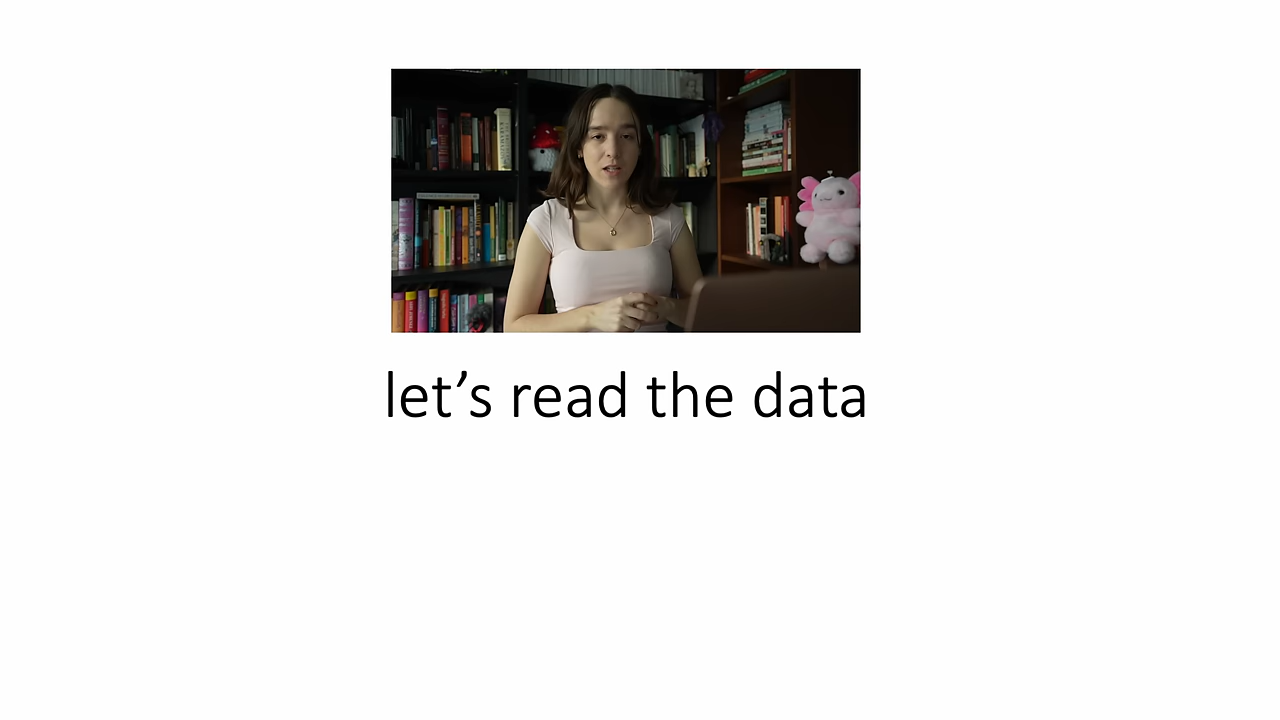 let’s read the data